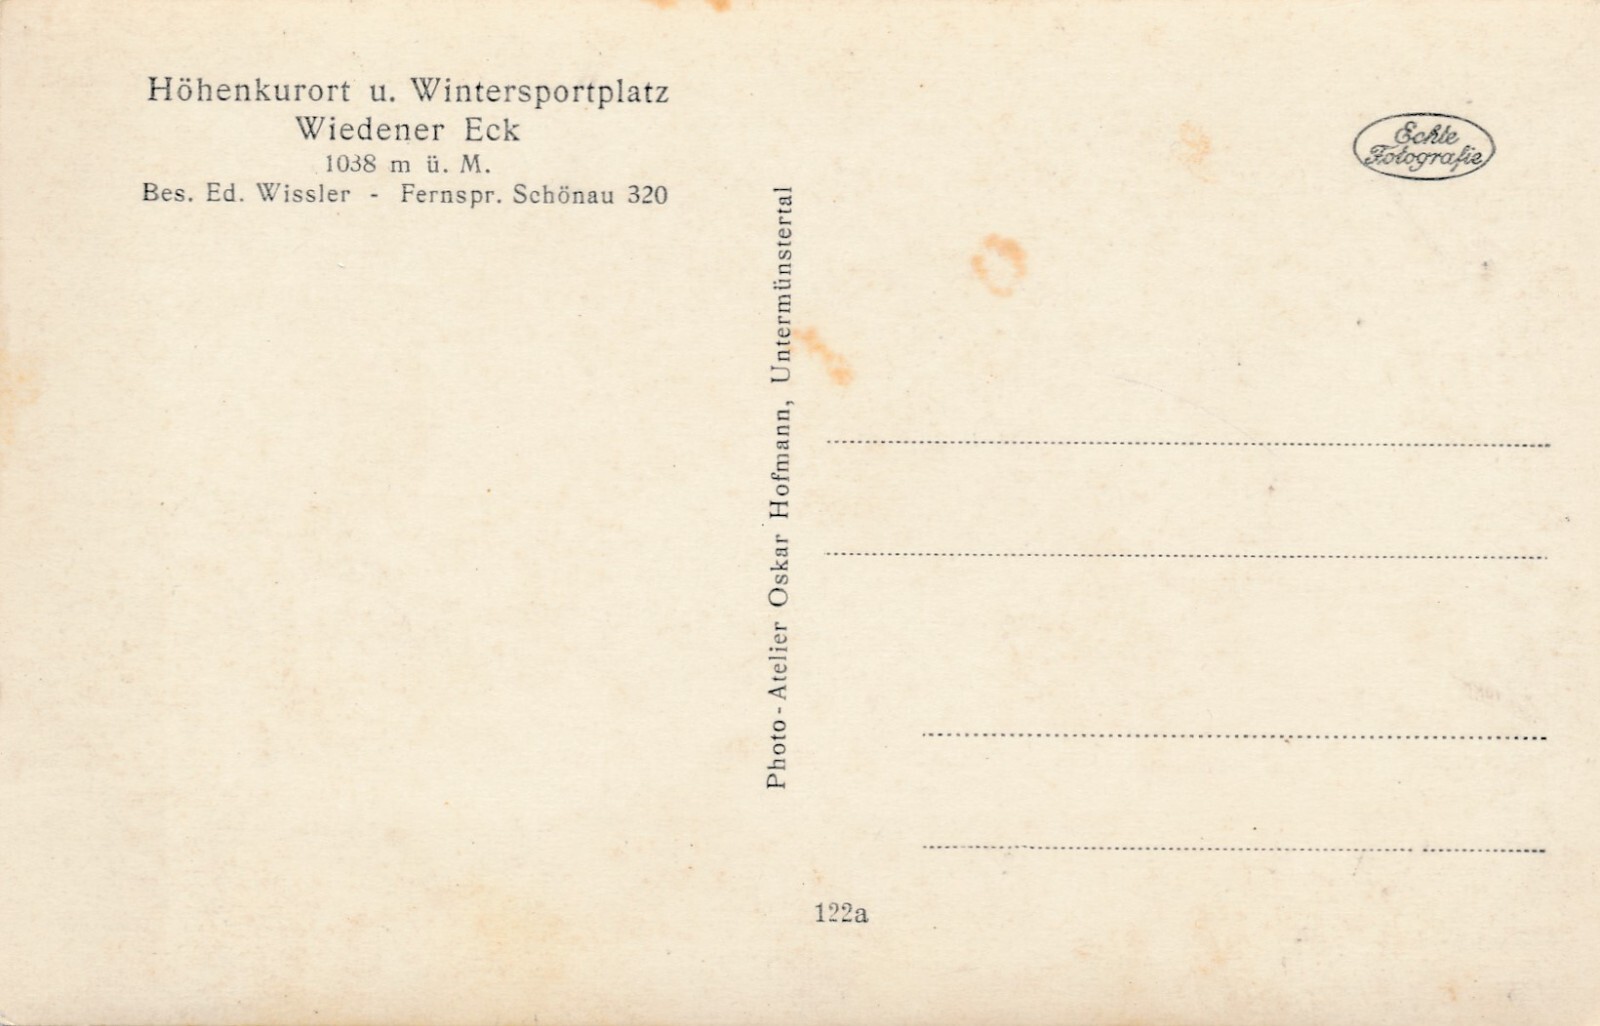 Höhenkurort u. Wintersportplatz
Wiedener Eck
1038 m ü. M.
Bes. Ed. Wissler - Fernspr. Schönau 320
Photo-Atelier Oskar Hofmann, Untermünstertal
Echte
Fotografie
122a